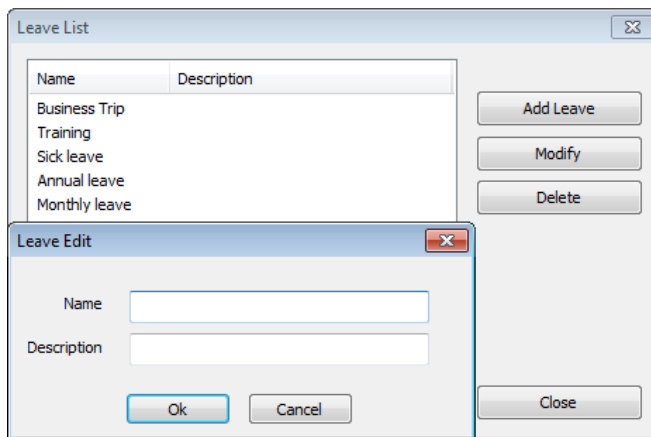 Leave List
Name Description
Business Trip
Training
Sick leave
Annual leave
Monthly leave
Add Leave
Modify
Delete
Leave Edit
Name
Description
Ok Cancel
Close